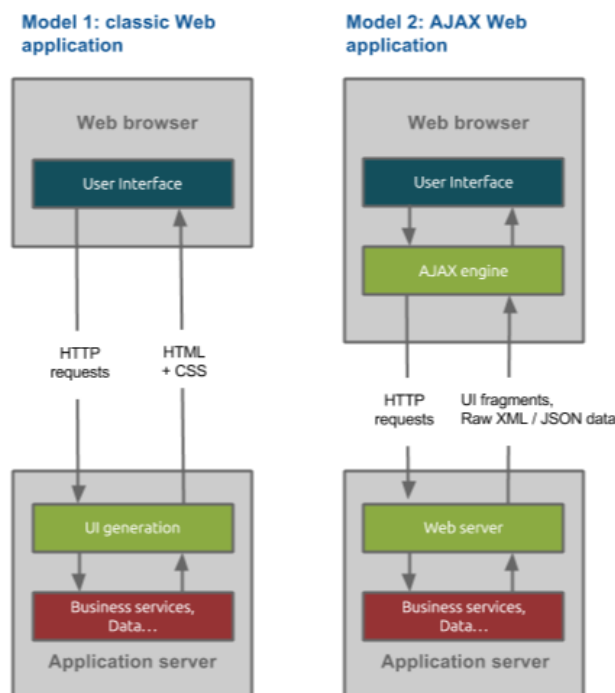 Model 1: classic Web
application
Web browser
User Interface
HTTP
requests
HTML
+ CSS
UI generation
Business services,
Data...
Application server
Model 2: AJAX Web
application
Web browser
User Interface
AJAX engine
HTTP
requests
UI fragments,
Raw XML / JSON data
Web server
Business services,
Data...
Application server